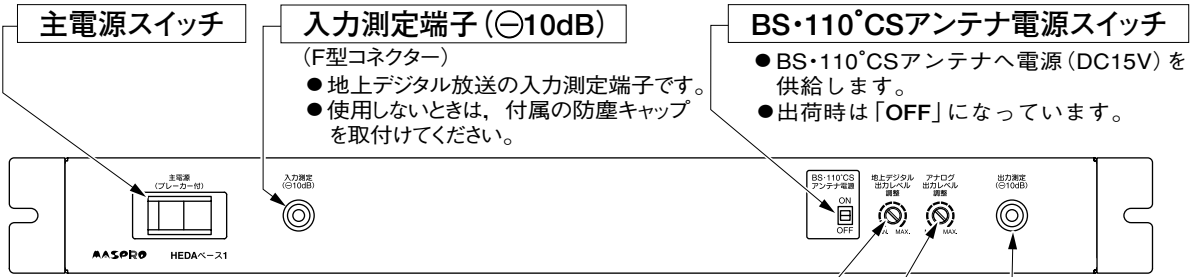 主電源スイッチ
入力測定端子(⊖10dB)
(F型コネクター)
●地上デジタル放送の入力測定端子です。
●使用しないときは，付属の防塵キャップ
を取付けてください。
BS・110°CSアンテナ電源スイッチ
●BS・110°CSアンテナへ電源(DC15V)を
供給します。
●出荷時は「OFF」になっています。
主電源
(ブレーカー付)
入力測定
(⊖10dB)
BS・110°CS
アンテナ電源
ON
OFF
地上デジタル
出力レベル
調整
MAX.
アナログ
出力レベル
調整
MAX.
出力測定
(⊖10dB)
MASPRO
HEDAベース1